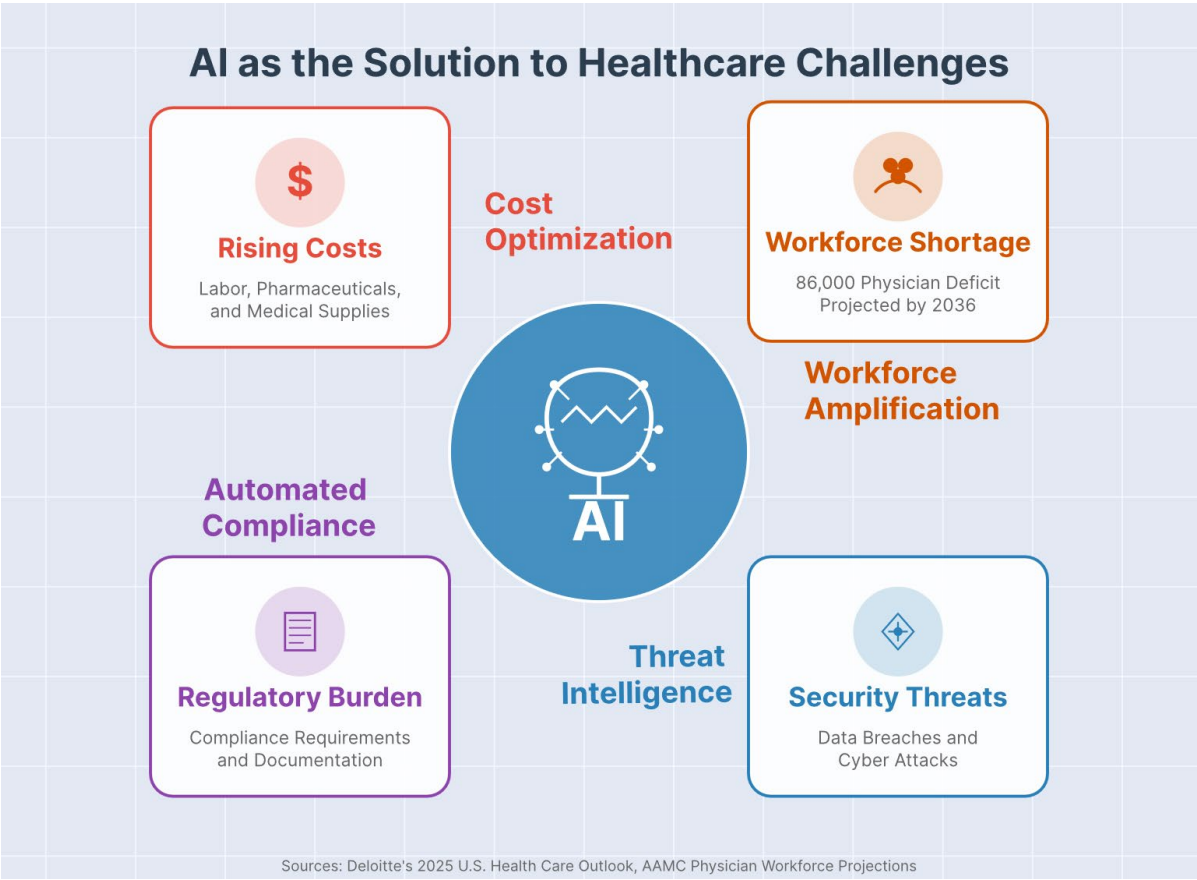 AI as the Solution to Healthcare Challenges
$
Rising Costs
Labor, Pharmaceuticals,
and Medical Supplies
Cost
Optimization
Workforce Shortage
86,000 Physician Deficit
Projected by 2036
Workforce
Amplification
AI
Automated
Compliance
Regulatory Burden
Compliance Requirements
and Documentation
Threat
Intelligence
Security Threats
Data Breaches and
Cyber Attacks
Sources: Deloitte's 2025 U.S. Health Care Outlook, AAMC Physician Workforce Projections